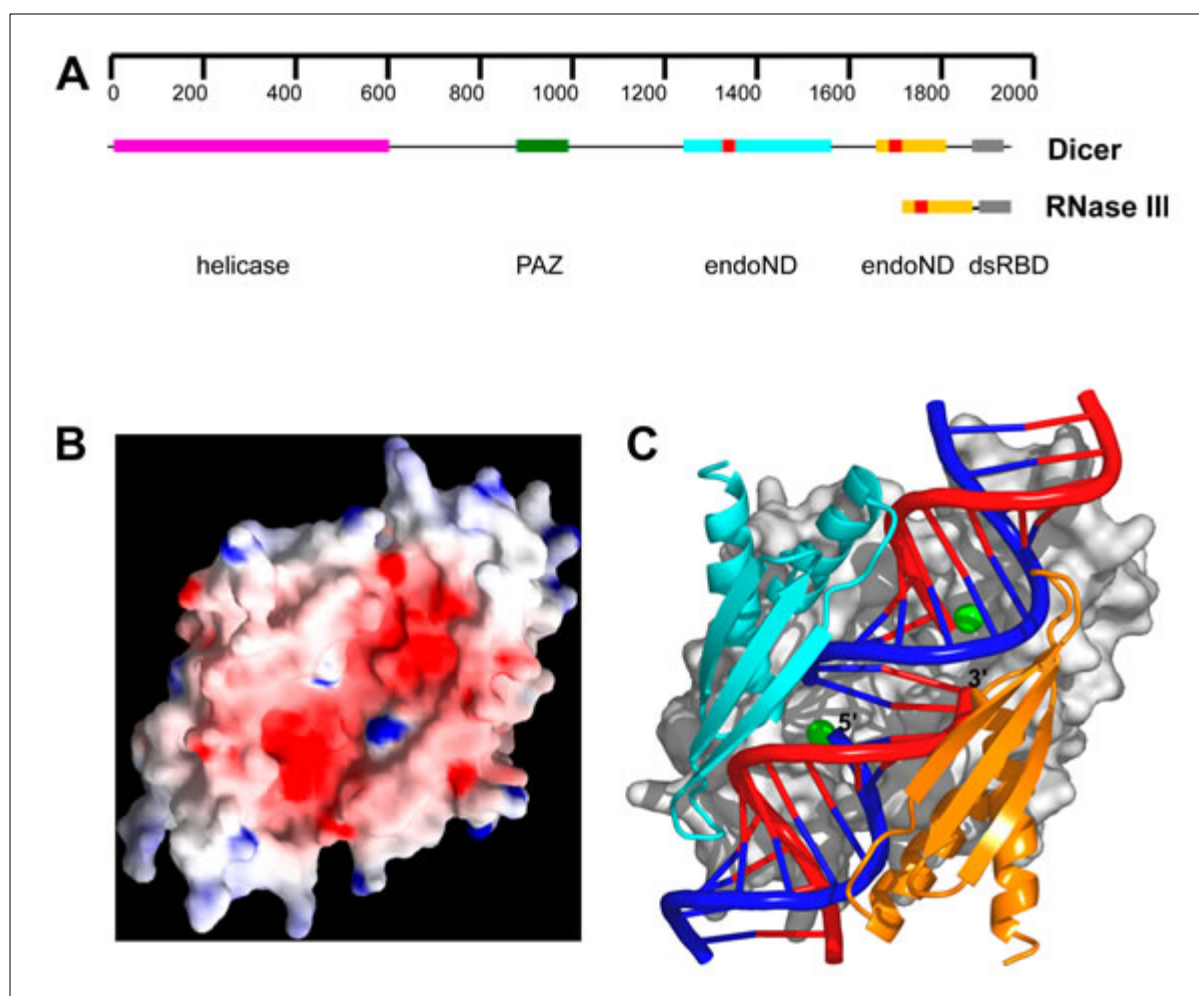 A
0 200 400 600 800 1000 1200 1400 1600 1800 2000
Dicer
RNase III
helicase PAZ endoND endoND dsRBD
B
C
3'
5'